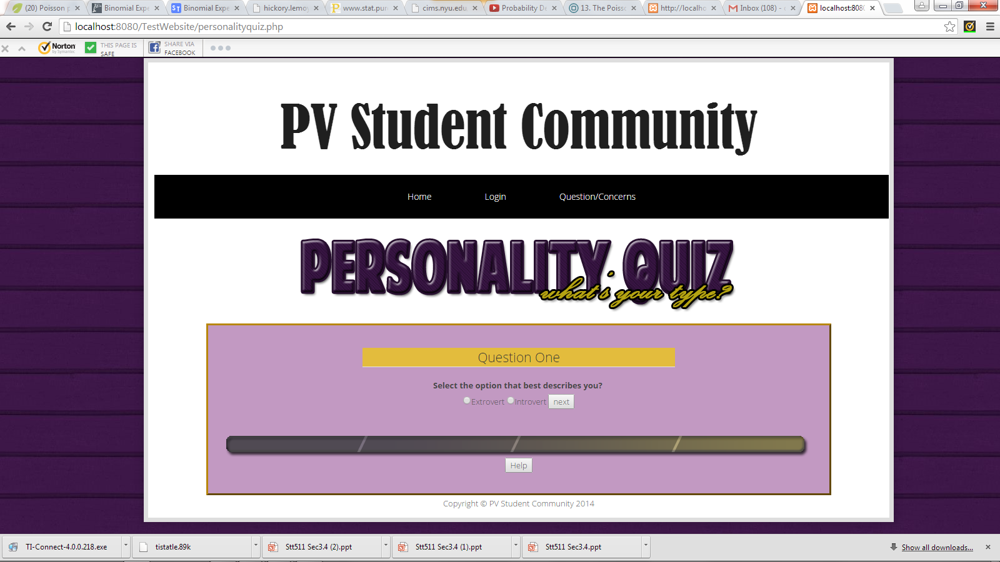 (20) Poisson p
Binomial Expe
Binomial Expe
hickory.lemoy
www.stat.pur
cims.nyu.edu
Probability De
13. The Poisso
http://localho
Inbox (108) - c
localhost:8080
localhost:8080/TestWebsite/personalityquiz.php
Norton
by Symantec
THIS PAGE IS
SAFE
SHARE VIA
FACEBOOK
PV Student Community
Home Login Question/Concerns
PERSONALITY QUIZ
what's your type?
Question One
Select the option that best describes you?
Extrovert Introvert next
Help
Copyright © PV Student Community 2014
TI-Connect-4.0.0.218.exe
tistatle.89k
Stt511 Sec3.4 (2).ppt
Stt511 Sec3.4 (1).ppt
Stt511 Sec3.4.ppt
Show all downloads...